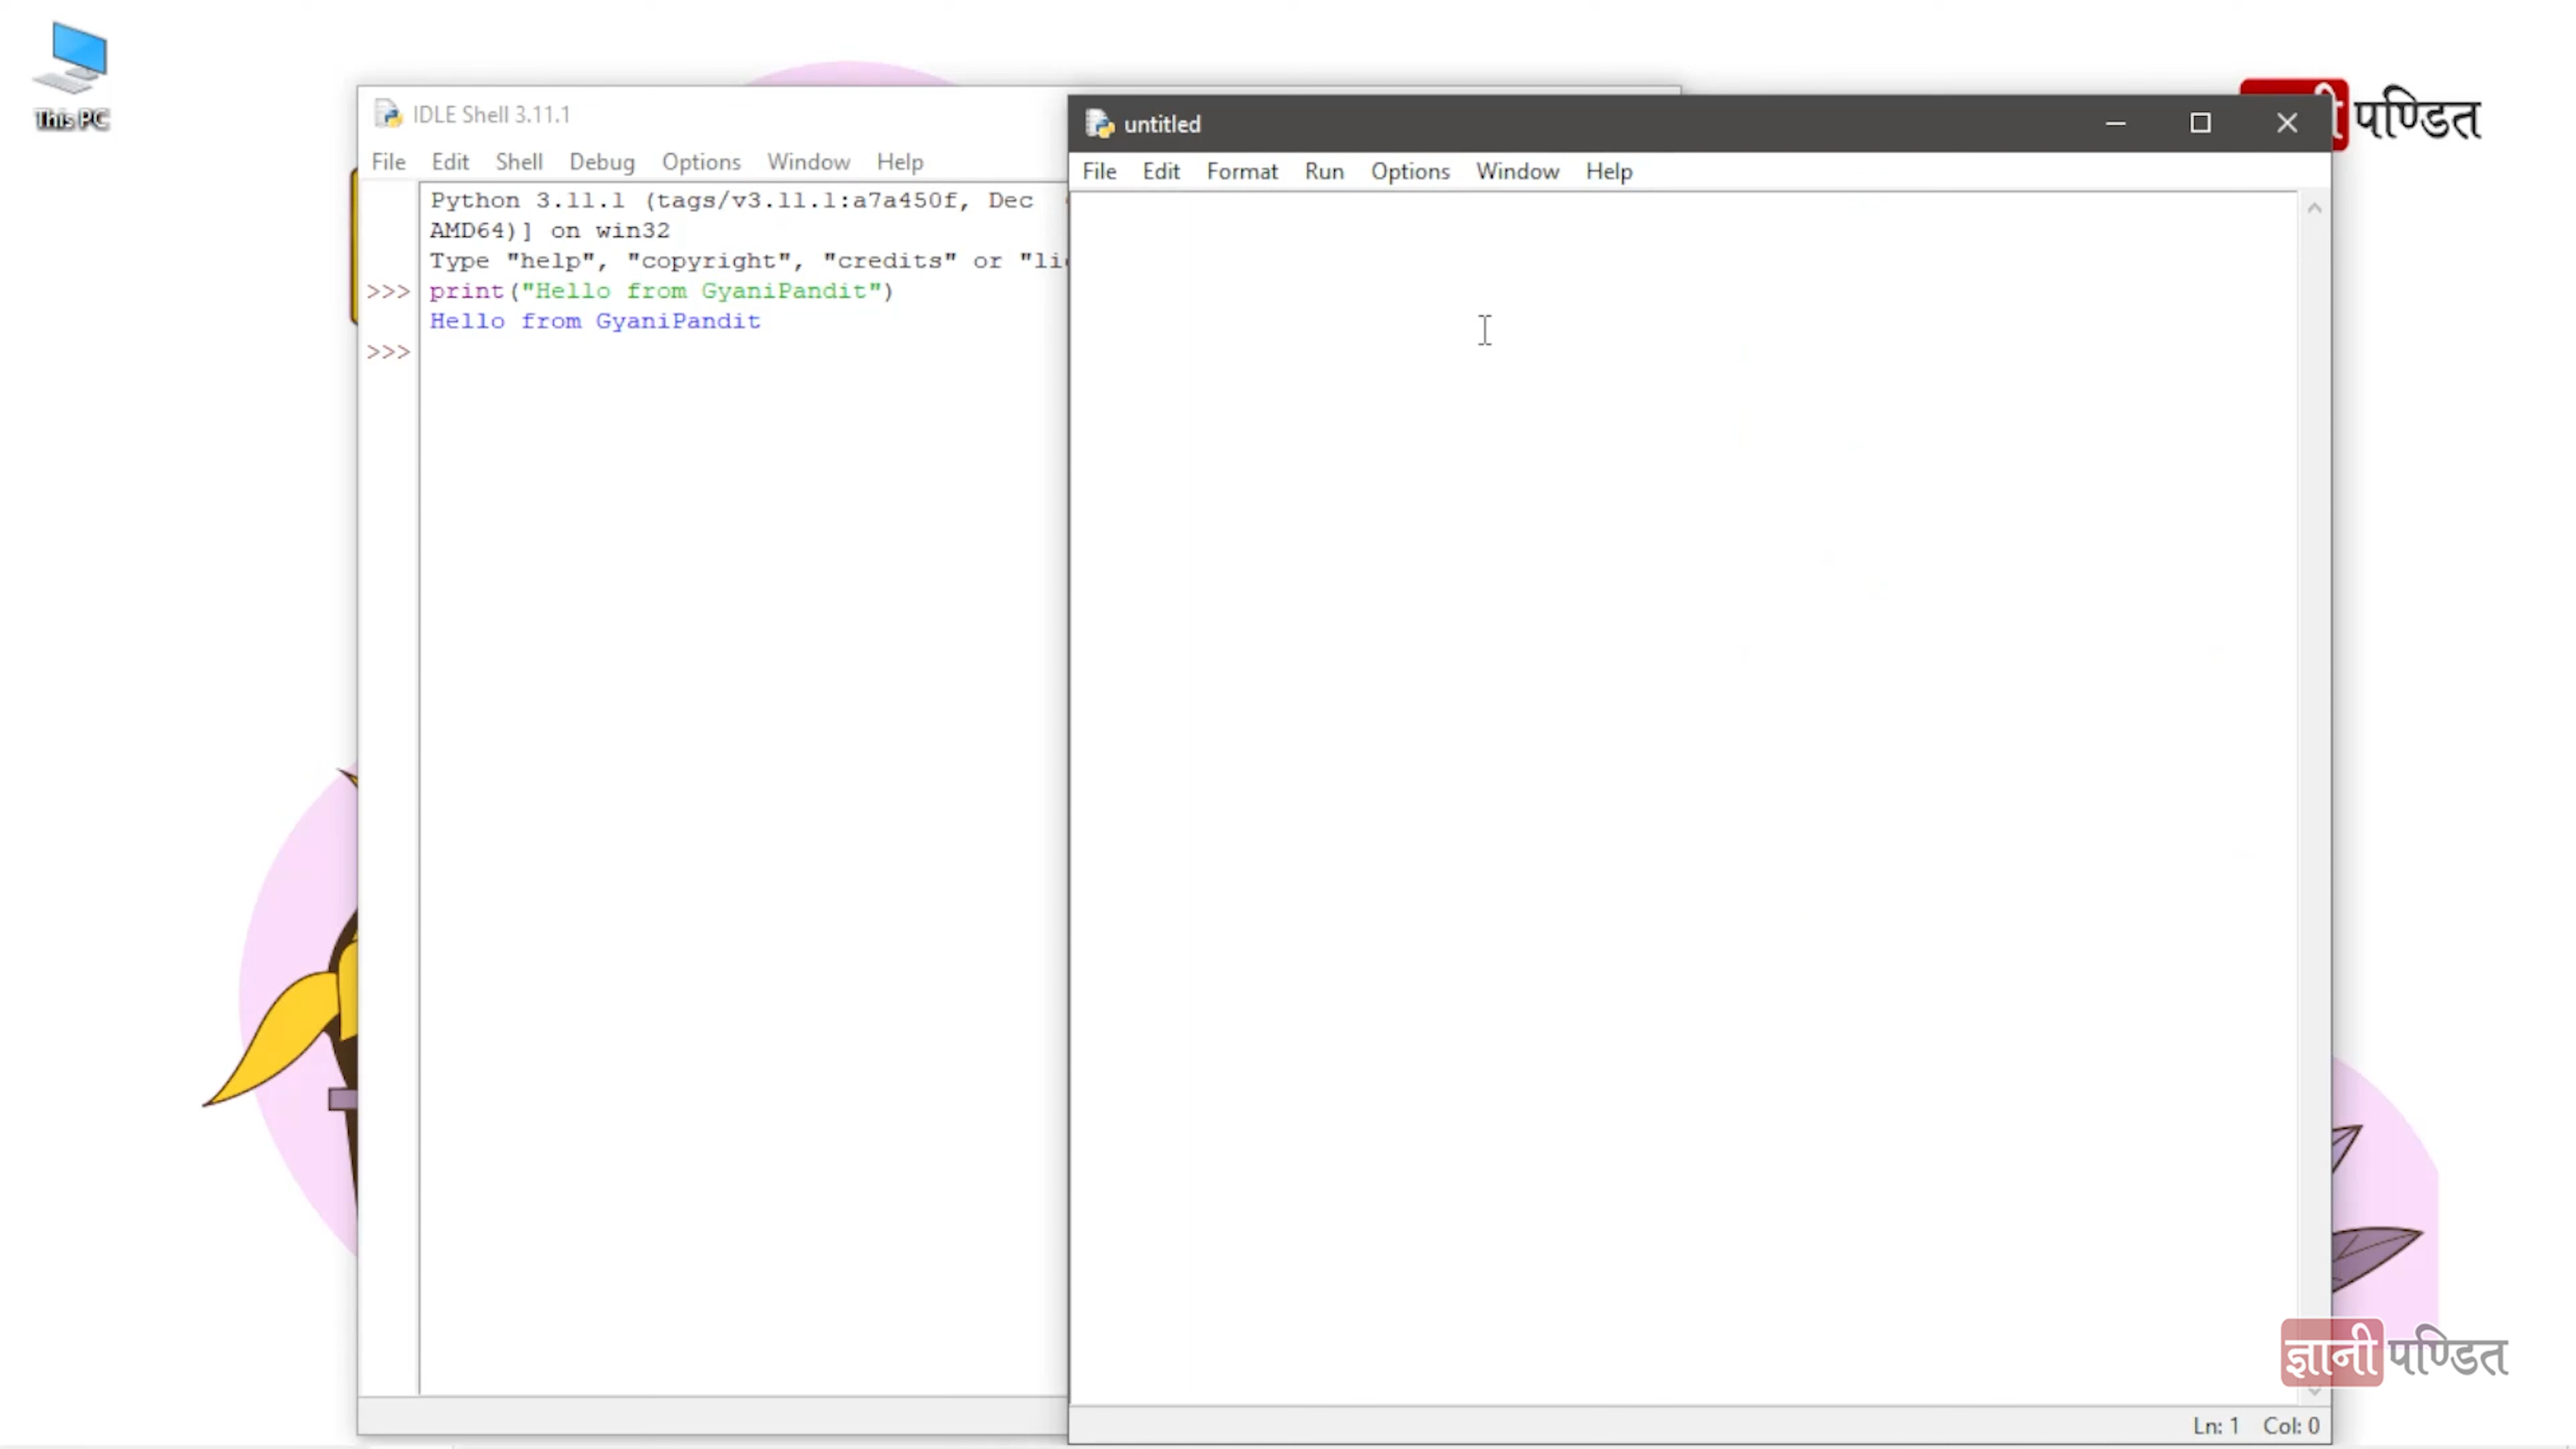 This PC
IDLE Shell 3.11.1
File Edit Shell Debug Options Window Help
Python 3.11.1 (tags/v3.11.1:a7a450f, Dec
AMD64)] on win32
Type "help", "copyright", "credits" or "li
>>> print("Hello from GyaniPandit")
Hello from GyaniPandit
>>>
untitled
File Edit Format Run Options Window Help
पण्डित
ज्ञानी पण्डित
Ln: 1 Col: 0